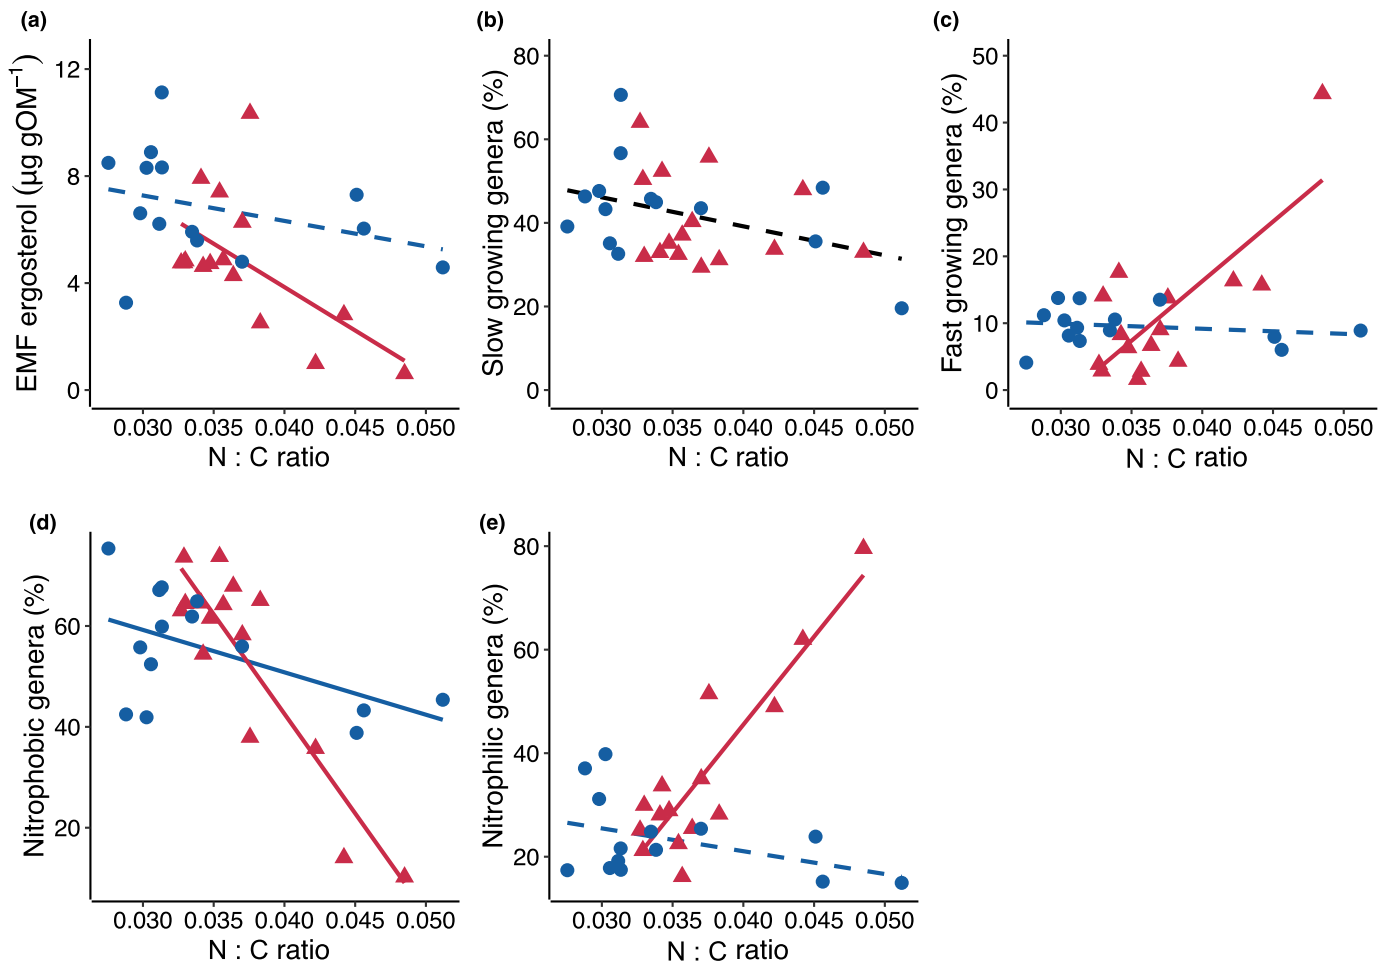 (a)
EMF ergosterol (µg gOM⁻¹)
12
8
4
0
0.030 0.035 0.040 0.045 0.050
N : C ratio
(b)
Slow growing genera (%)
80
60
40
20
0
0.030 0.035 0.040 0.045 0.050
N : C ratio
(c)
Fast growing genera (%)
50
40
30
20
10
0
0.030 0.035 0.040 0.045 0.050
N : C ratio
(d)
Nitrophobic genera (%)
60
40
20
0.030 0.035 0.040 0.045 0.050
N : C ratio
(e)
Nitrophilic genera (%)
80
60
40
20
0.030 0.035 0.040 0.045 0.050
N : C ratio